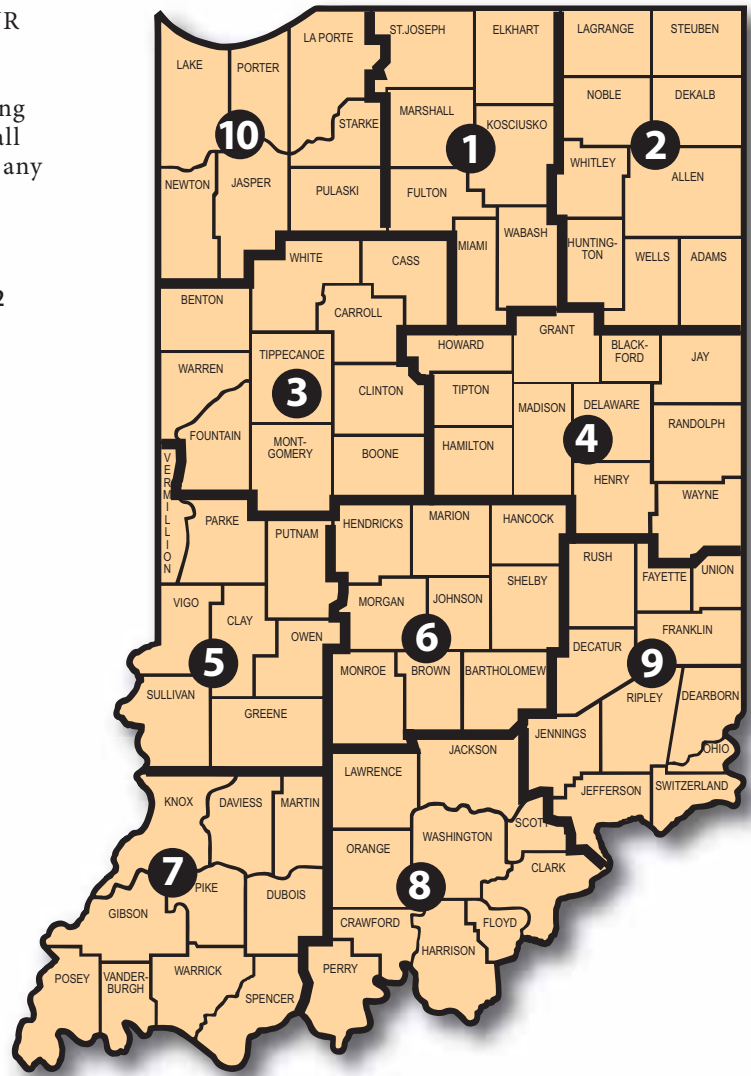 R
ng
all
any
2
LAKE
PORTER
LA PORTE
ST.JOSEPH
ELKHART
LAGRANGE
STEUBEN
NOBLE
DEKALB
MARSHALL
KOSCIUSKO
STARKE
10
1
2
WHITLEY
ALLEN
NEWTON
JASPER
PULASKI
FULTON
MIAMI
WABASH
HUNTING-
TON
WELLS
ADAMS
WHITE
CASS
BENTON
CARROLL
GRANT
HOWARD
BLACK-
FORD
JAY
WARREN
TIPPECANOE
3
CLINTON
TIPTON
MADISON
DELAWARE
4
RANDOLPH
FOUNTAIN
MONT-
GOMERY
BOONE
HAMILTON
HENRY
WAYNE
VERMILLION
PARKE
PUTNAM
HENDRICKS
MARION
HANCOCK
RUSH
FAYETTE
UNION
VIGO
CLAY
OWEN
MORGAN
JOHNSON
SHELBY
6
FRANKLIN
DECATUR
9
5
SULLIVAN
GREENE
MONROE
BROWN
BARTHOLOMEW
RIPLEY
DEARBORN
JENNINGS
OHIO
LAWRENCE
JACKSON
JEFFERSON
SWITZERLAND
KNOX
DAVIESS
MARTIN
SCOTT
ORANGE
WASHINGTON
CLARK
7
PIKE
DUBOIS
8
GIBSON
CRAWFORD
FLOYD
HARRISON
POSEY
VANDER-
BURGH
WARRICK
SPENCER
PERRY